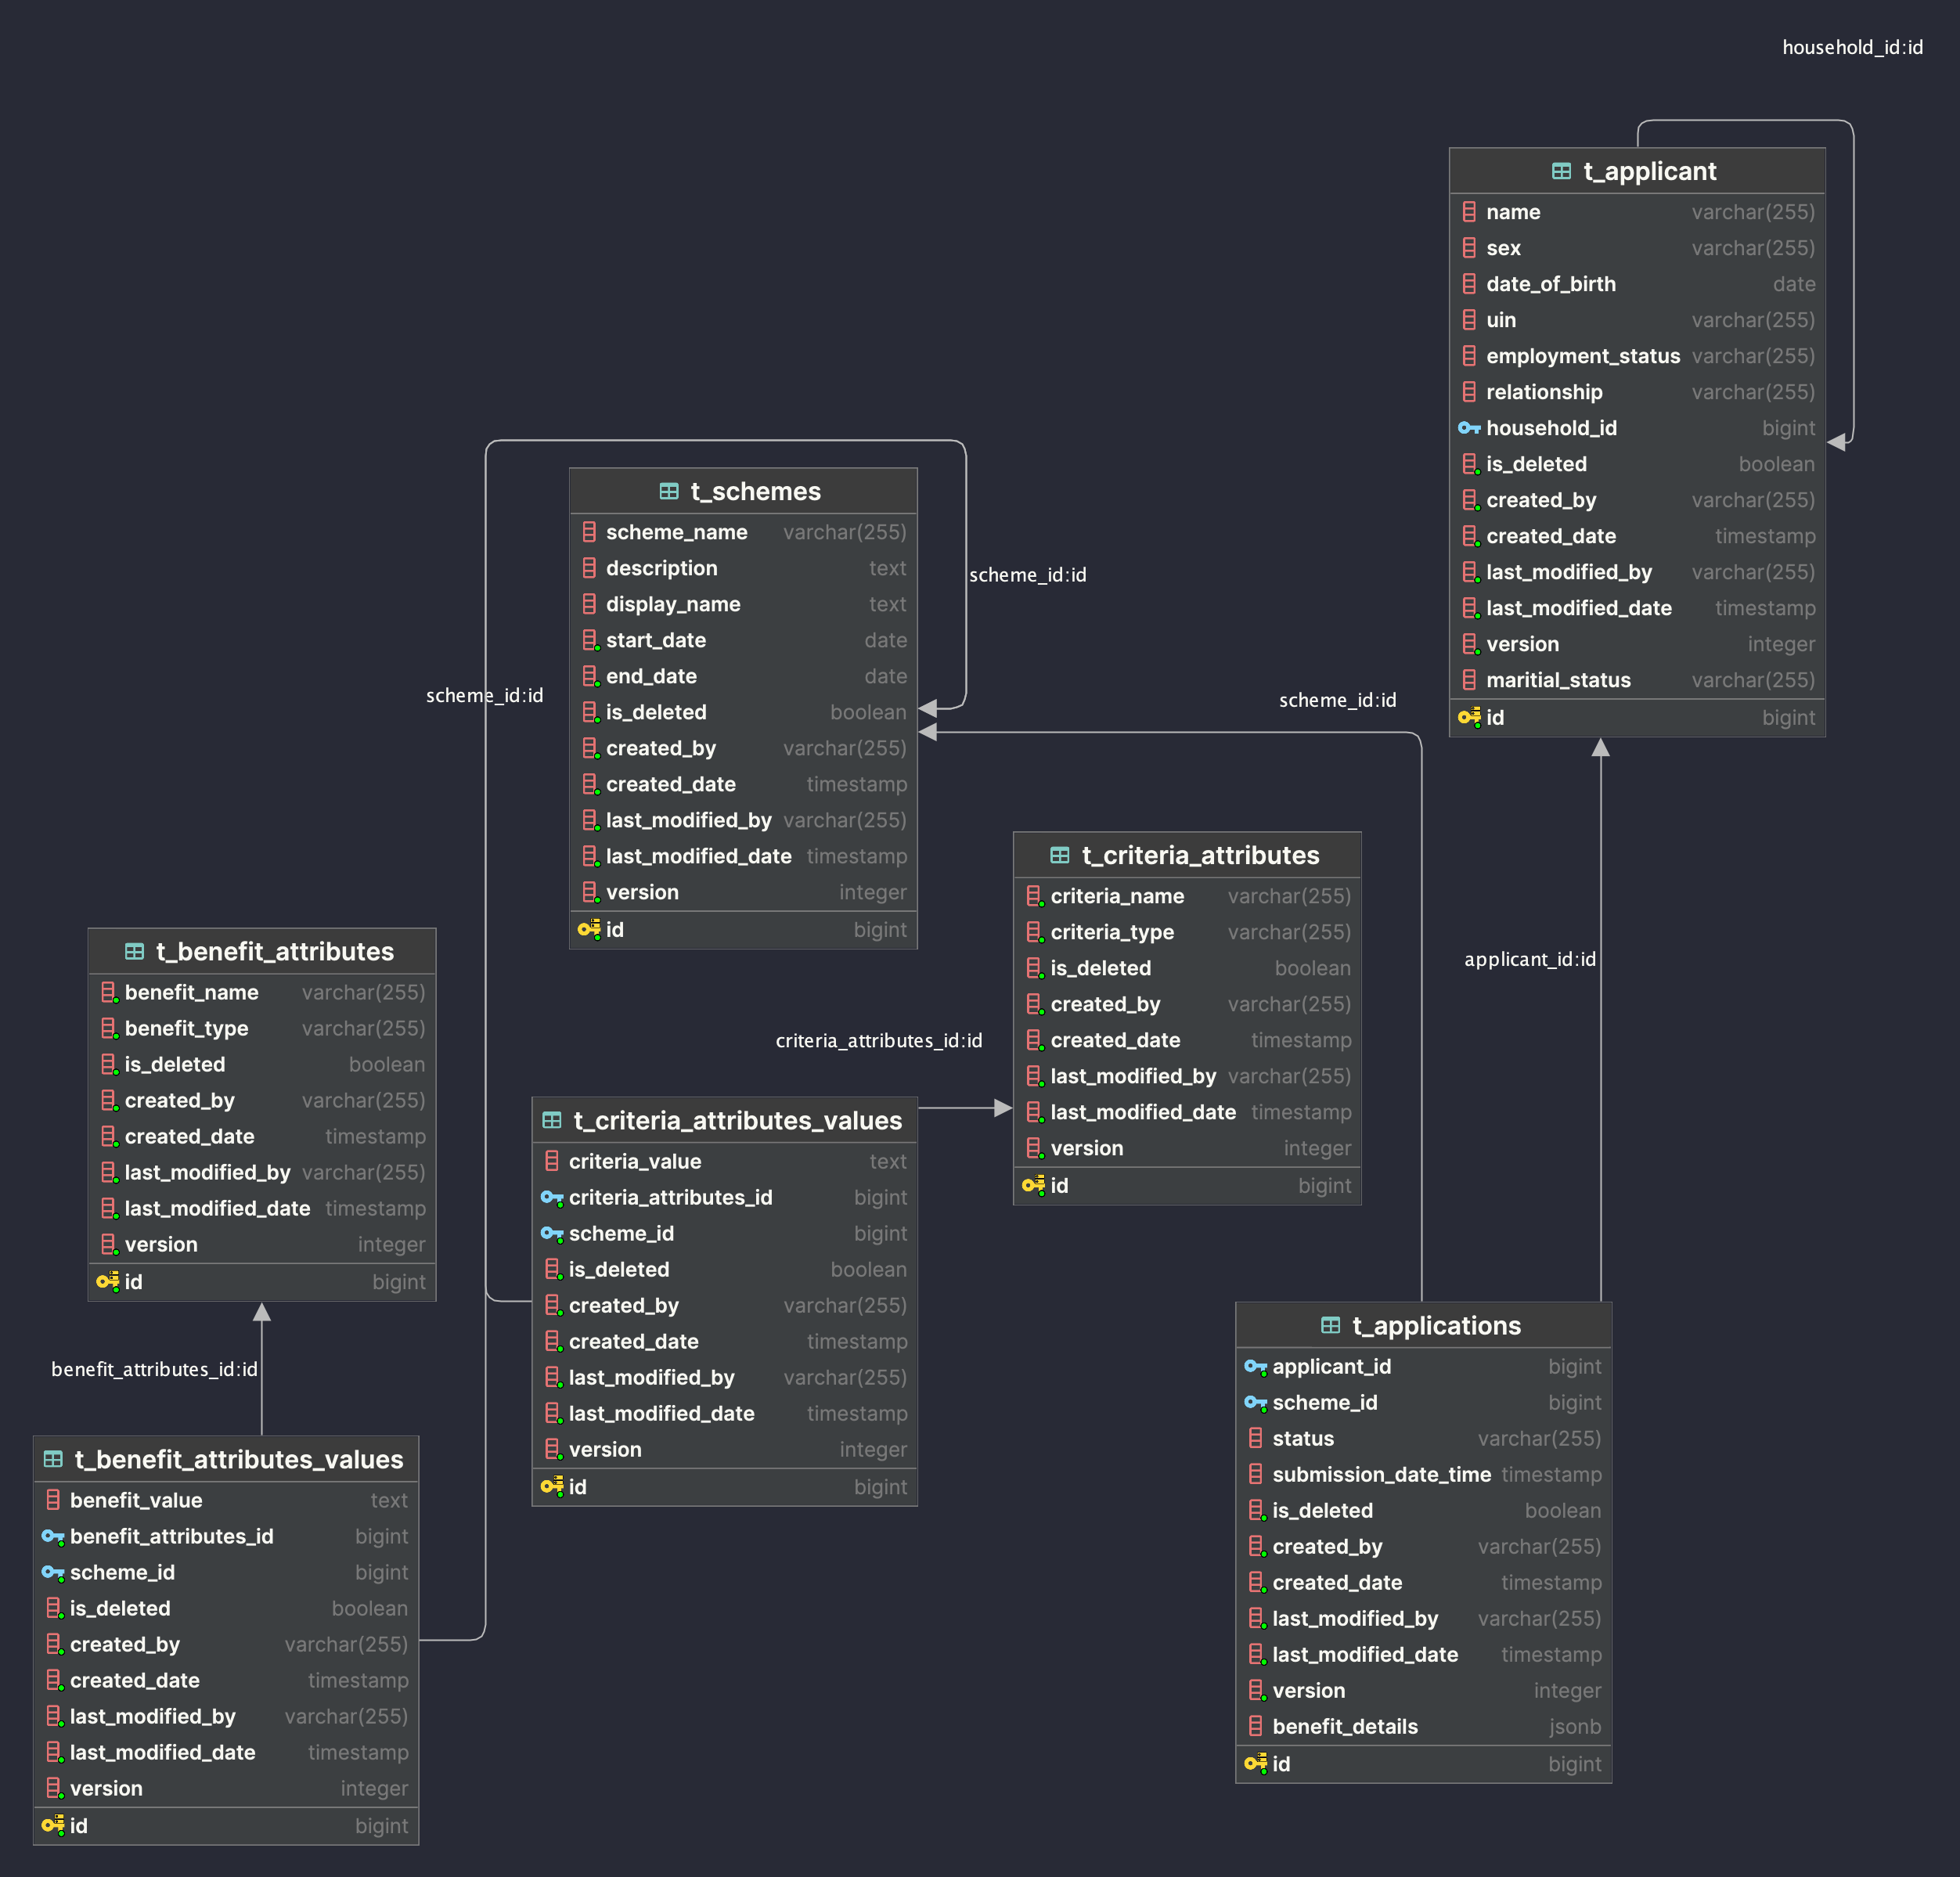 household_id:id
t_applicant
name varchar(255)
sex varchar(255)
date_of_birth date
uin varchar(255)
employment_status varchar(255)
relationship varchar(255)
household_id bigint
is_deleted boolean
created_by varchar(255)
created_date timestamp
last_modified_by varchar(255)
last_modified_date timestamp
version integer
maritial_status varchar(255)
id bigint
t_schemes
scheme_name varchar(255)
description text
display_name text
start_date date
end_date date
is_deleted boolean
created_by varchar(255)
created_date timestamp
last_modified_by varchar(255)
last_modified_date timestamp
version integer
id bigint
scheme_id:id
scheme_id:id
scheme_id:id
t_criteria_attributes
criteria_name varchar(255)
criteria_type varchar(255)
is_deleted boolean
created_by varchar(255)
created_date timestamp
last_modified_by varchar(255)
last_modified_date timestamp
version integer
id bigint
applicant_id:id
t_benefit_attributes
benefit_name varchar(255)
benefit_type varchar(255)
is_deleted boolean
created_by varchar(255)
created_date timestamp
last_modified_by varchar(255)
last_modified_date timestamp
version integer
id bigint
criteria_attributes_id:id
t_criteria_attributes_values
criteria_value text
criteria_attributes_id bigint
scheme_id bigint
is_deleted boolean
created_by varchar(255)
created_date timestamp
last_modified_by varchar(255)
last_modified_date timestamp
version integer
id bigint
t_applications
applicant_id bigint
scheme_id bigint
status varchar(255)
submission_date_time timestamp
is_deleted boolean
created_by varchar(255)
created_date timestamp
last_modified_by varchar(255)
last_modified_date timestamp
version integer
benefit_details jsonb
id bigint
benefit_attributes_id:id
t_benefit_attributes_values
benefit_value text
benefit_attributes_id bigint
scheme_id bigint
is_deleted boolean
created_by varchar(255)
created_date timestamp
last_modified_by varchar(255)
last_modified_date timestamp
version integer
id bigint